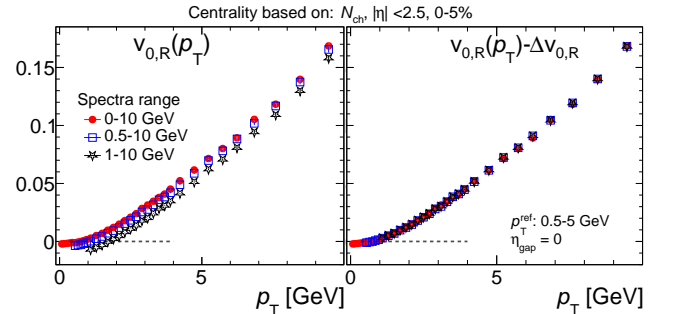 Centrality based on: N_ch, |η| <2.5, 0-5%
v_0,R(p_T)
v_0,R(p_T)-Δv_0,R
0.15
0.1
0.05
0
Spectra range
0-10 GeV
0.5-10 GeV
1-10 GeV
p_T^ref: 0.5-5 GeV
η_gap = 0
5
5
p_T [GeV]
p_T [GeV]